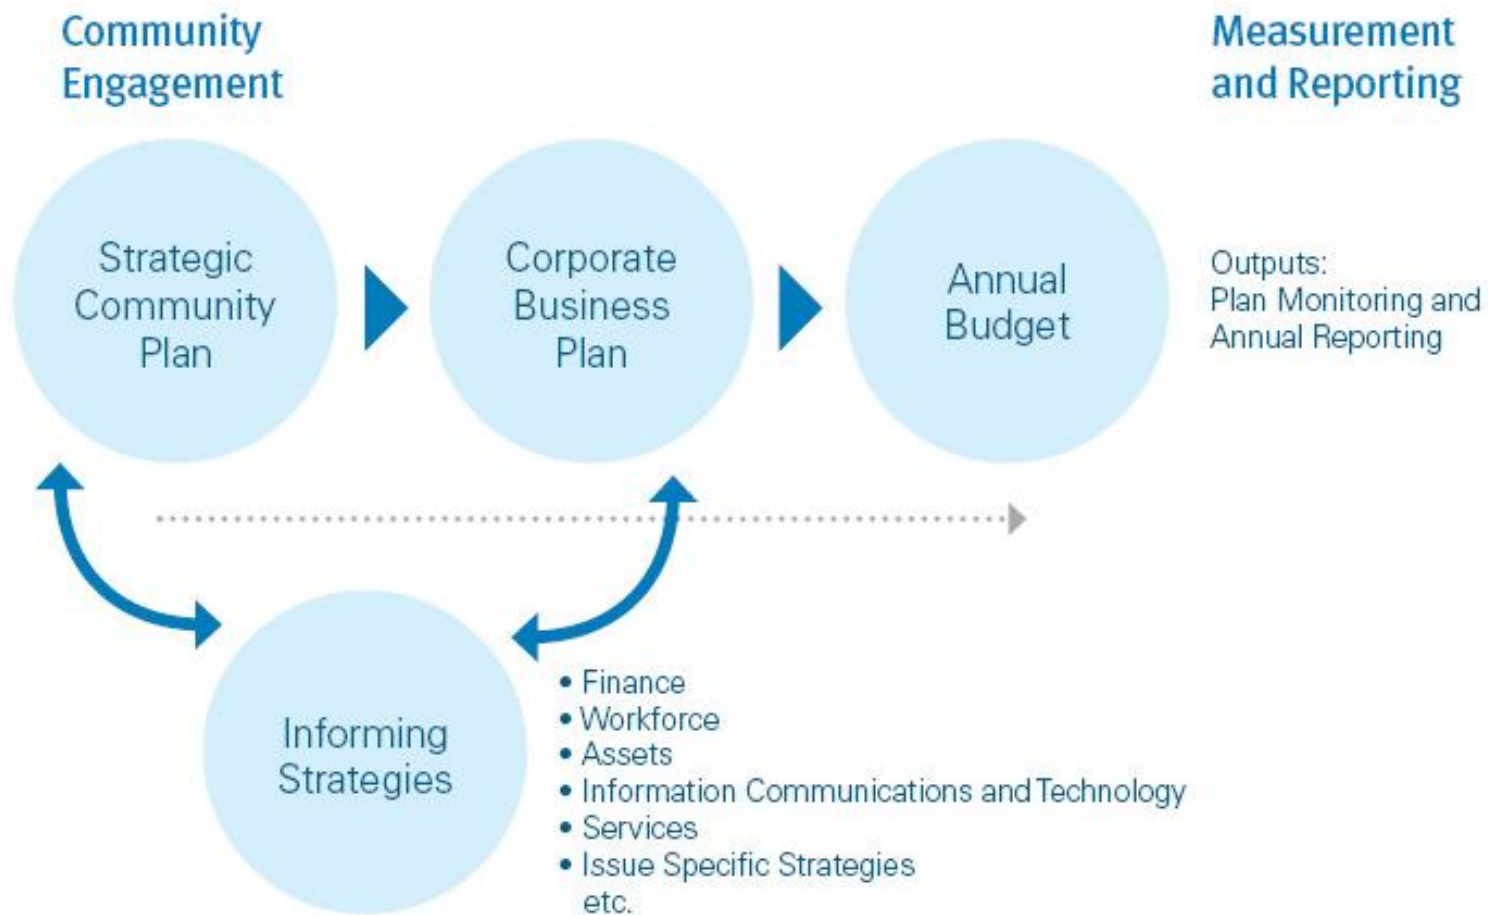 Community
Engagement
Measurement
and Reporting
Strategic
Community
Plan
Corporate
Business
Plan
Annual
Budget
Outputs:
Plan Monitoring and
Annual Reporting
Informing
Strategies
• Finance
• Workforce
• Assets
• Information Communications and Technology
• Services
• Issue Specific Strategies
etc.